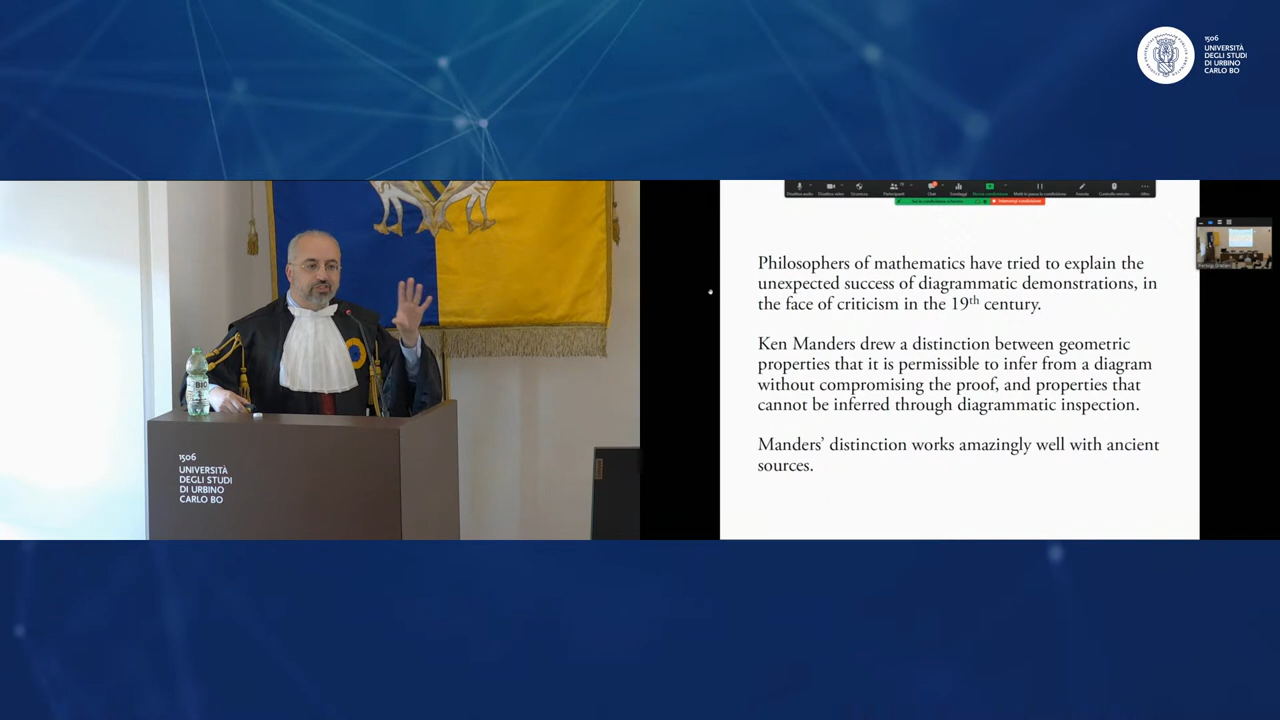 1506
UNIVERSITÀ
DEGLI STUDI
DI URBINO
CARLO BO
Philosophers of mathematics have tried to explain the
unexpected success of diagrammatic demonstrations, in
the face of criticism in the 19th century.
Ken Manders drew a distinction between geometric
properties that it is permissible to infer from a diagram
without compromising the proof, and properties that
cannot be inferred through diagrammatic inspection.
Manders’ distinction works amazingly well with ancient
sources.
BIO
1506
UNIVERSITÀ
DEGLI STUDI
DI URBINO
CARLO BO